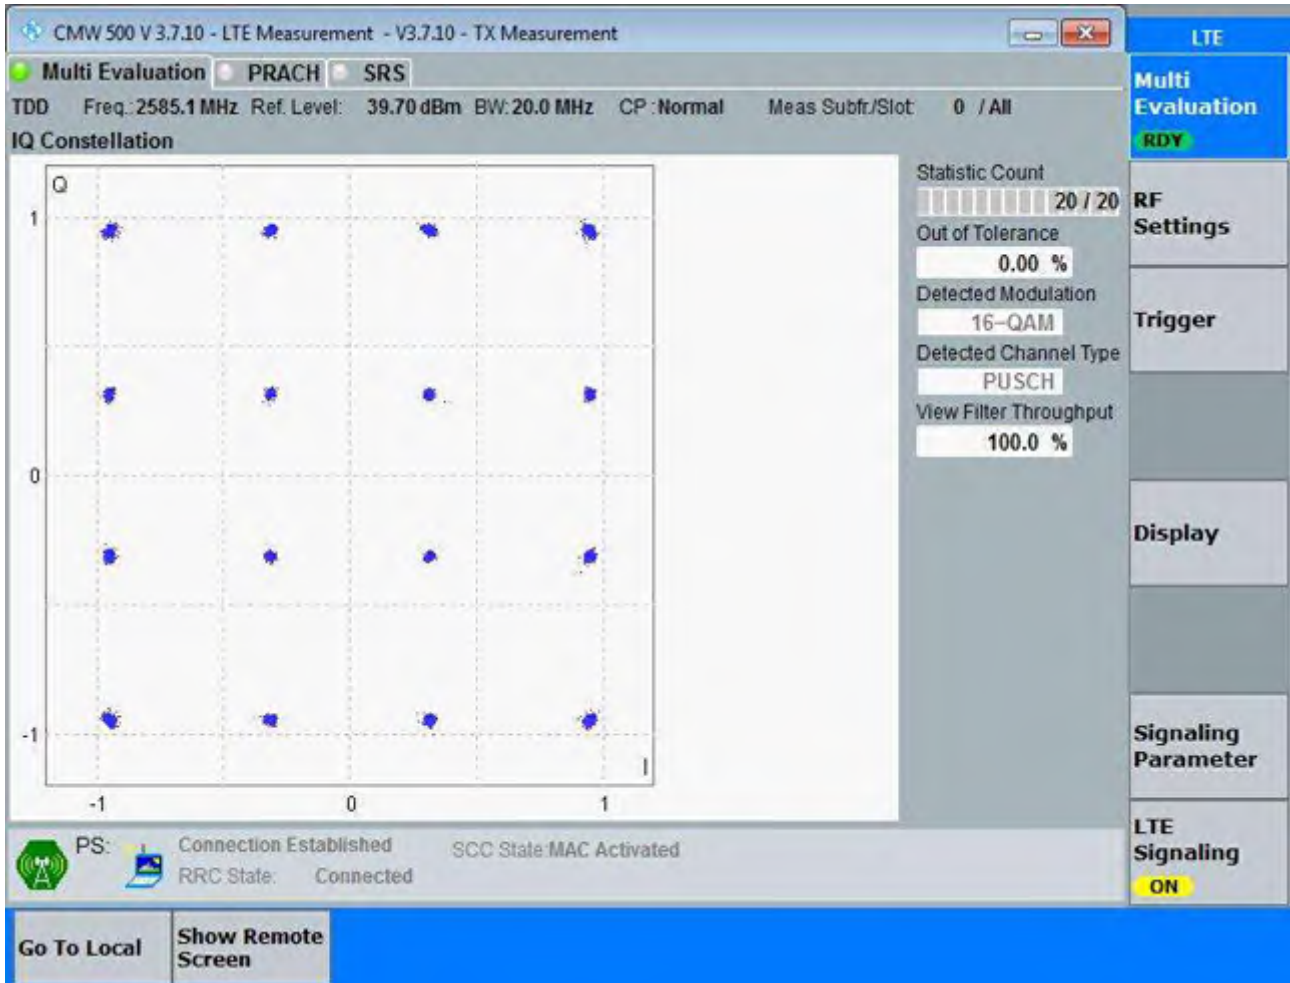 CMW 500 V 3.7.10 - LTE Measurement - V3.7.10 - TX Measurement
LTE
Multi Evaluation PRACH SRS
TDD Freq.: 2585.1 MHz Ref. Level: 39.70 dBm BW: 20.0 MHz CP : Normal Meas Subfr./Slot: 0 / All
IQ Constellation
Q
1
0
-1
I
-1 0 1
Statistic Count
20 / 20
Out of Tolerance
0.00 %
Detected Modulation
16-QAM
Detected Channel Type
PUSCH
View Filter Throughput
100.0 %
Multi
Evaluation
RDY
RF
Settings
Trigger
Display
Signaling
Parameter
LTE
Signaling
ON
PS: Connection Established SCC State: MAC Activated
RRC State: Connected
Go To Local
Show Remote
Screen